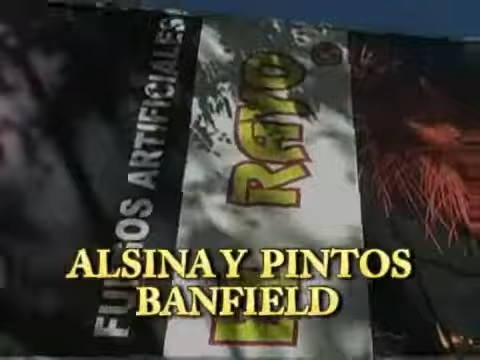 FUEGOS ARTIFICIALES
RAYO
®
ALSINA Y PINTOS
BANFIELD